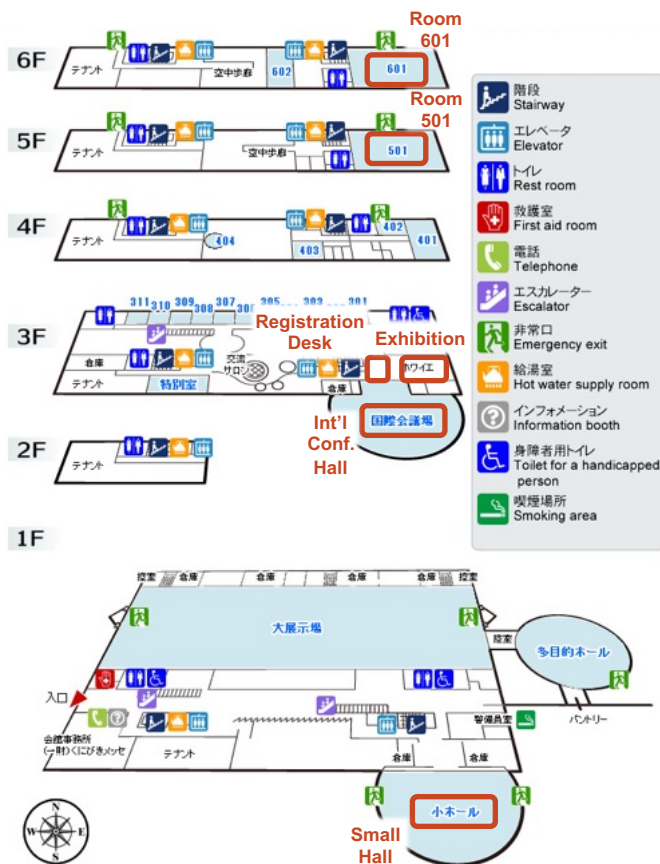 Room
601
6F
テナント
空中歩廊
602
601
Room
501
5F
テナント
空中歩廊
501
4F
テナント
404
403
402
401
311 310 309 308 307 305 301
3F
Registration
Desk
Exhibition
倉庫
交流
サロン
ホワイエ
テナント
特別室
倉庫
国際会議場
Int'l
Conf.
Hall
2F
テナント
階段
Stairway
エレベータ
Elevator
トイレ
Rest room
救護室
First aid room
電話
Telephone
エスカレーター
Escalator
非常口
Emergency exit
給湯室
Hot water supply room
インフォメーション
Information booth
身障者用トイレ
Toilet for a handicapped
person
喫煙場所
Smoking area
1F
控室 倉庫 倉庫 倉庫 控室
大展示場
控室
多目的ホール
入口
会館事務所
(一財)くにびきメッセ
テナント
警備員室
パントリー
倉庫
倉庫
小ホール
Small
Hall
N
W E
S